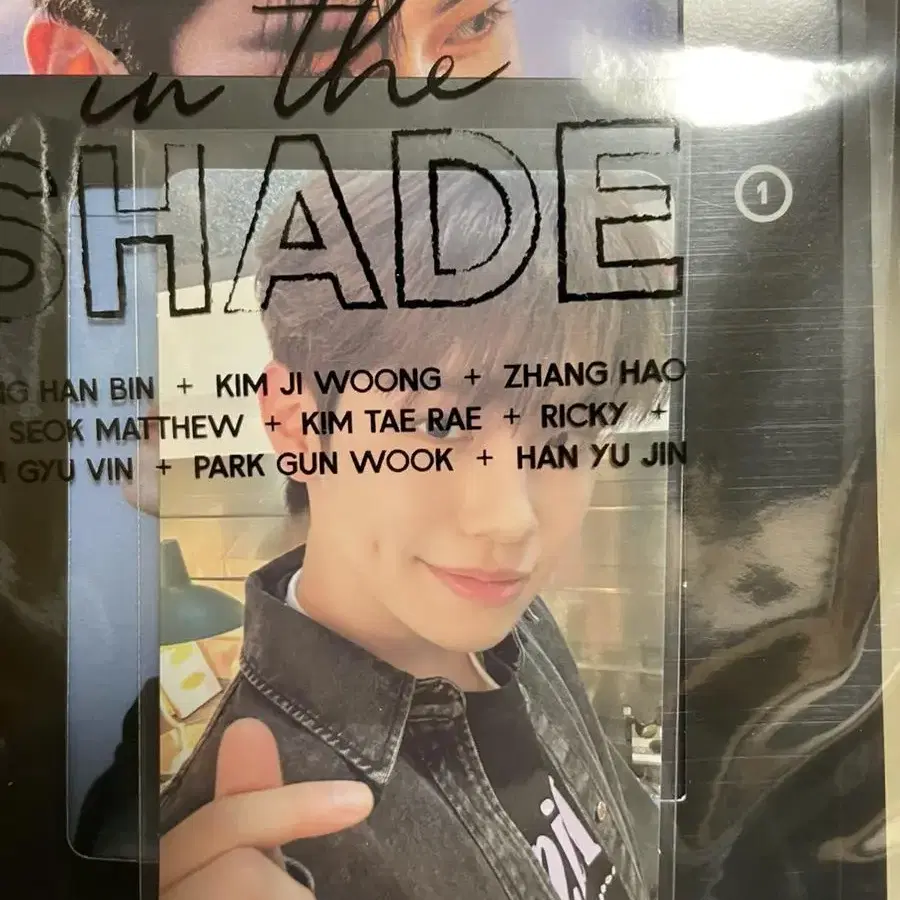 in the
SHADE
1
NG HAN BIN + KIM JI WOONG + ZHANG HAO
SEOK MATTHEW + KIM TAE RAE + RICKY +
M GYU VIN + PARK GUN WOOK + HAN YU JIN